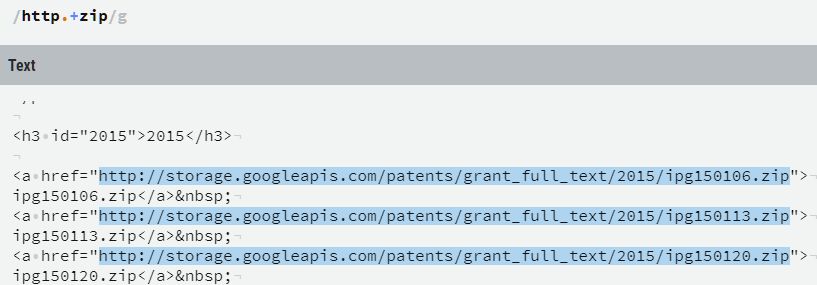 /http.+zip/g
Text
<h3 id="2015">2015</h3>
<a href="http://storage.googleapis.com/patents/grant_full_text/2015/ipg150106.zip">
ipg150106.zip</a>&nbsp;
<a href="http://storage.googleapis.com/patents/grant_full_text/2015/ipg150113.zip">
ipg150113.zip</a>&nbsp;
<a href="http://storage.googleapis.com/patents/grant_full_text/2015/ipg150120.zip">
ipg150120.zip</a>&nbsp;